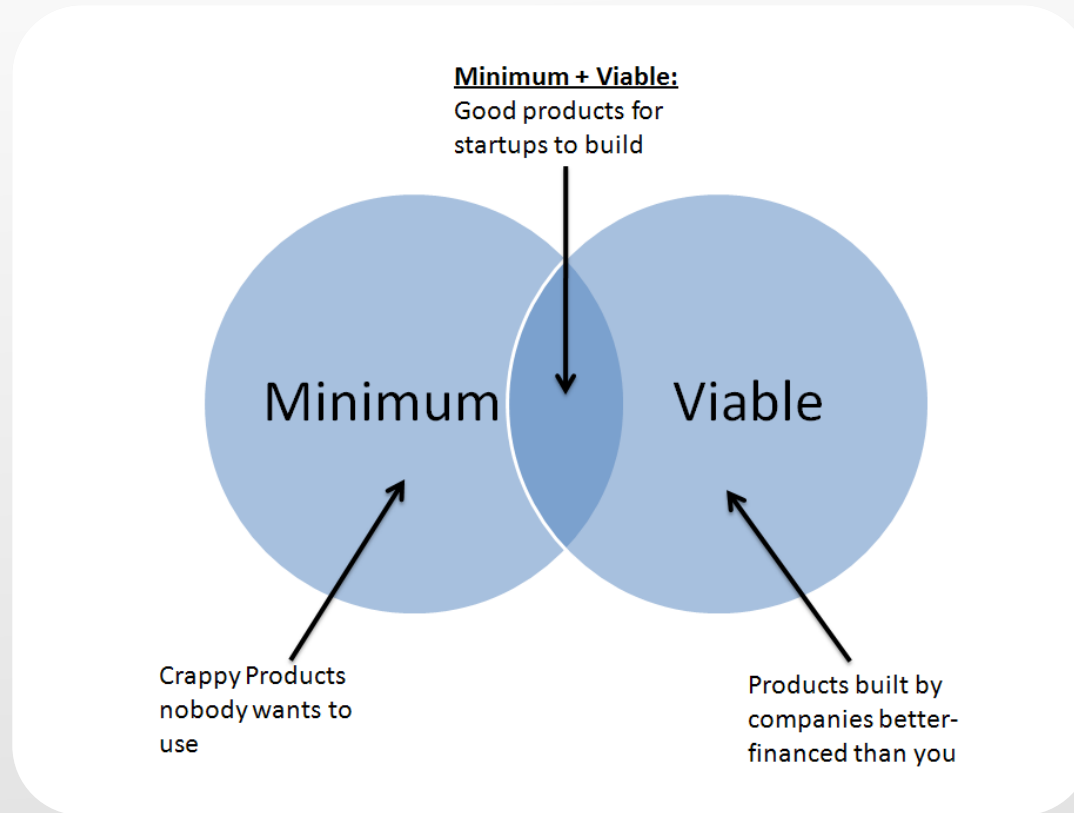 Minimum + Viable:
Good products for
startups to build
Minimum
Viable
Crappy Products
nobody wants to
use
Products built by
companies better-
financed than you